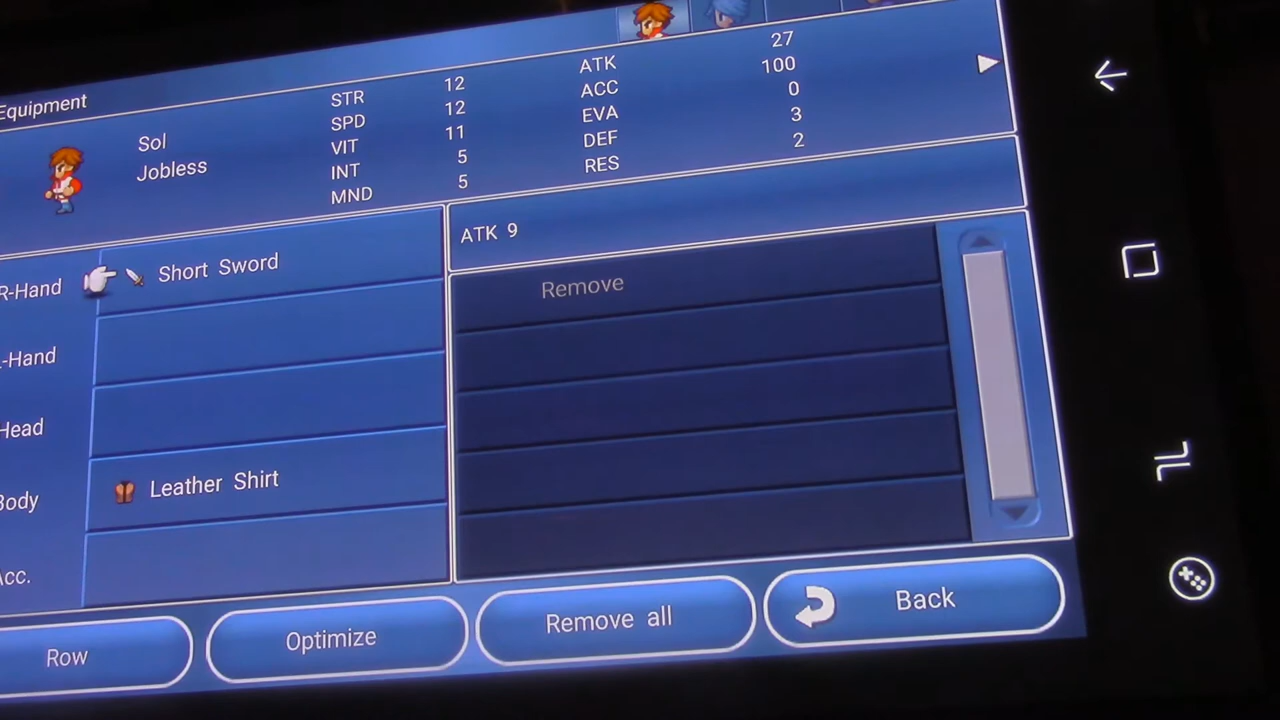 Equipment
Sol
Jobless
STR 12
SPD 12
VIT 11
INT 5
MND 5
ATK 27
ACC 100
EVA 0
DEF 3
RES 2
R-Hand Short Sword
-Hand
Head
Body Leather Shirt
Acc.
ATK 9
Remove
Row
Optimize
Remove all
Back